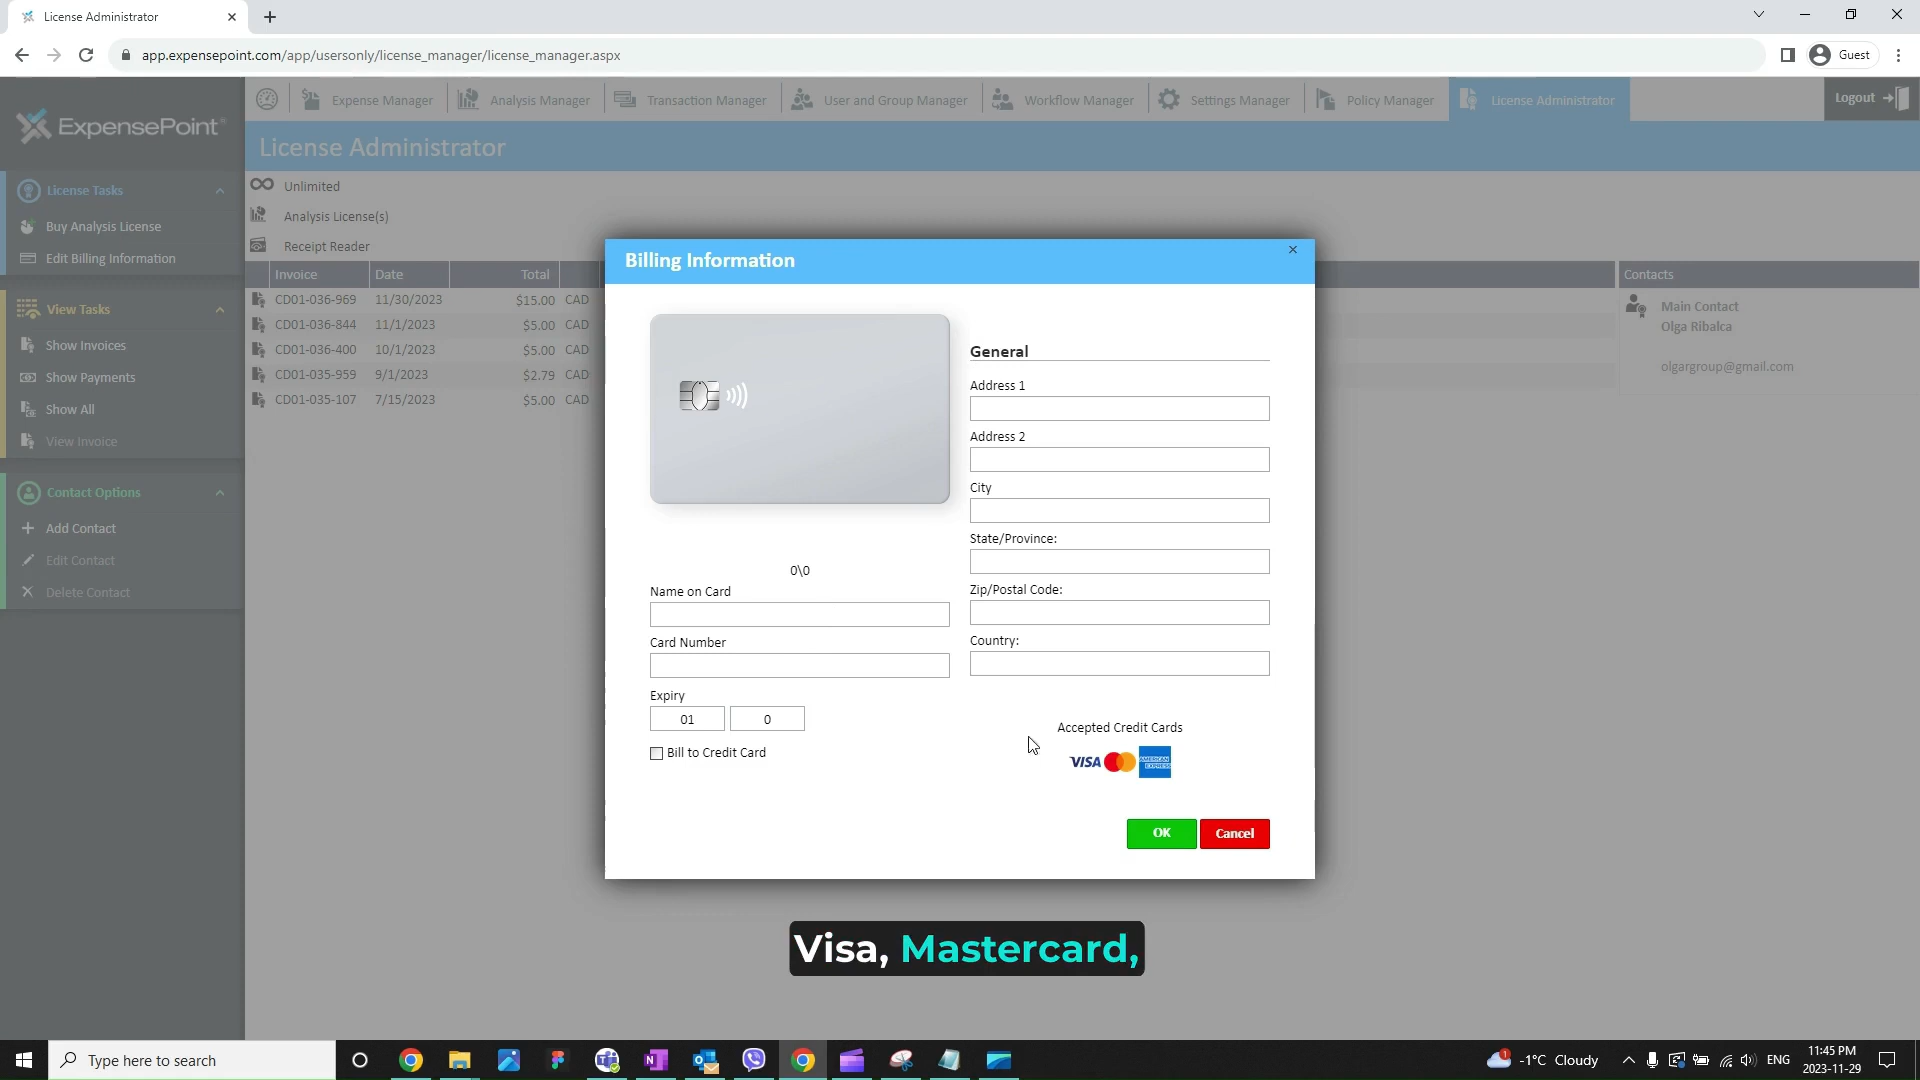 License Administrator
app.expensepoint.com/app/usersonly/license_manager/license_manager.aspx
Guest
ExpensePoint®
Expense Manager
Analysis Manager
Transaction Manager
User and Group Manager
Workflow Manager
Settings Manager
Policy Manager
License Administrator
Logout
License Administrator
License Tasks
Buy Analysis License
Edit Billing Information
View Tasks
Show Invoices
Show Payments
Show All
View Invoice
Contact Options
Add Contact
Edit Contact
Delete Contact
Unlimited
Analysis License(s)
Receipt Reader
Invoice Date Total
CD01-036-969 11/30/2023 $15.00 CAD
CD01-036-844 11/1/2023 $5.00 CAD
CD01-036-400 10/1/2023 $5.00 CAD
CD01-035-959 9/1/2023 $2.79 CAD
CD01-035-107 7/15/2023 $5.00 CAD
Contacts
Main Contact
Olga Ribalca
olgargroup@gmail.com
Billing Information
0\0
Name on Card
Card Number
Expiry
01 0
Bill to Credit Card
General
Address 1
Address 2
City
State/Province:
Zip/Postal Code:
Country:
Accepted Credit Cards
VISA
AMERICAN
EXPRESS
OK Cancel
Visa, Mastercard,
Type here to search
1
-1°C Cloudy
ENG
11:45 PM
2023-11-29